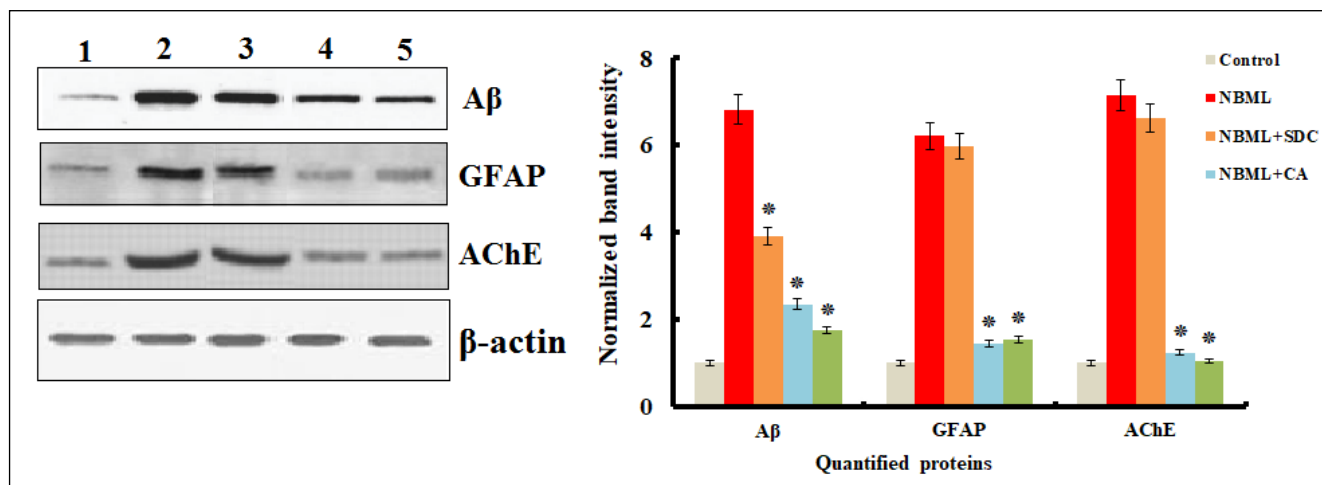 1 2 3 4 5
Aβ
GFAP
AChE
β-actin
Normalized band intensity
8
6
4
2
0
*
*
*
*
*
*
*
Aβ GFAP AChE
Quantified proteins
Control
NBML
NBML+SDC
NBML+CA